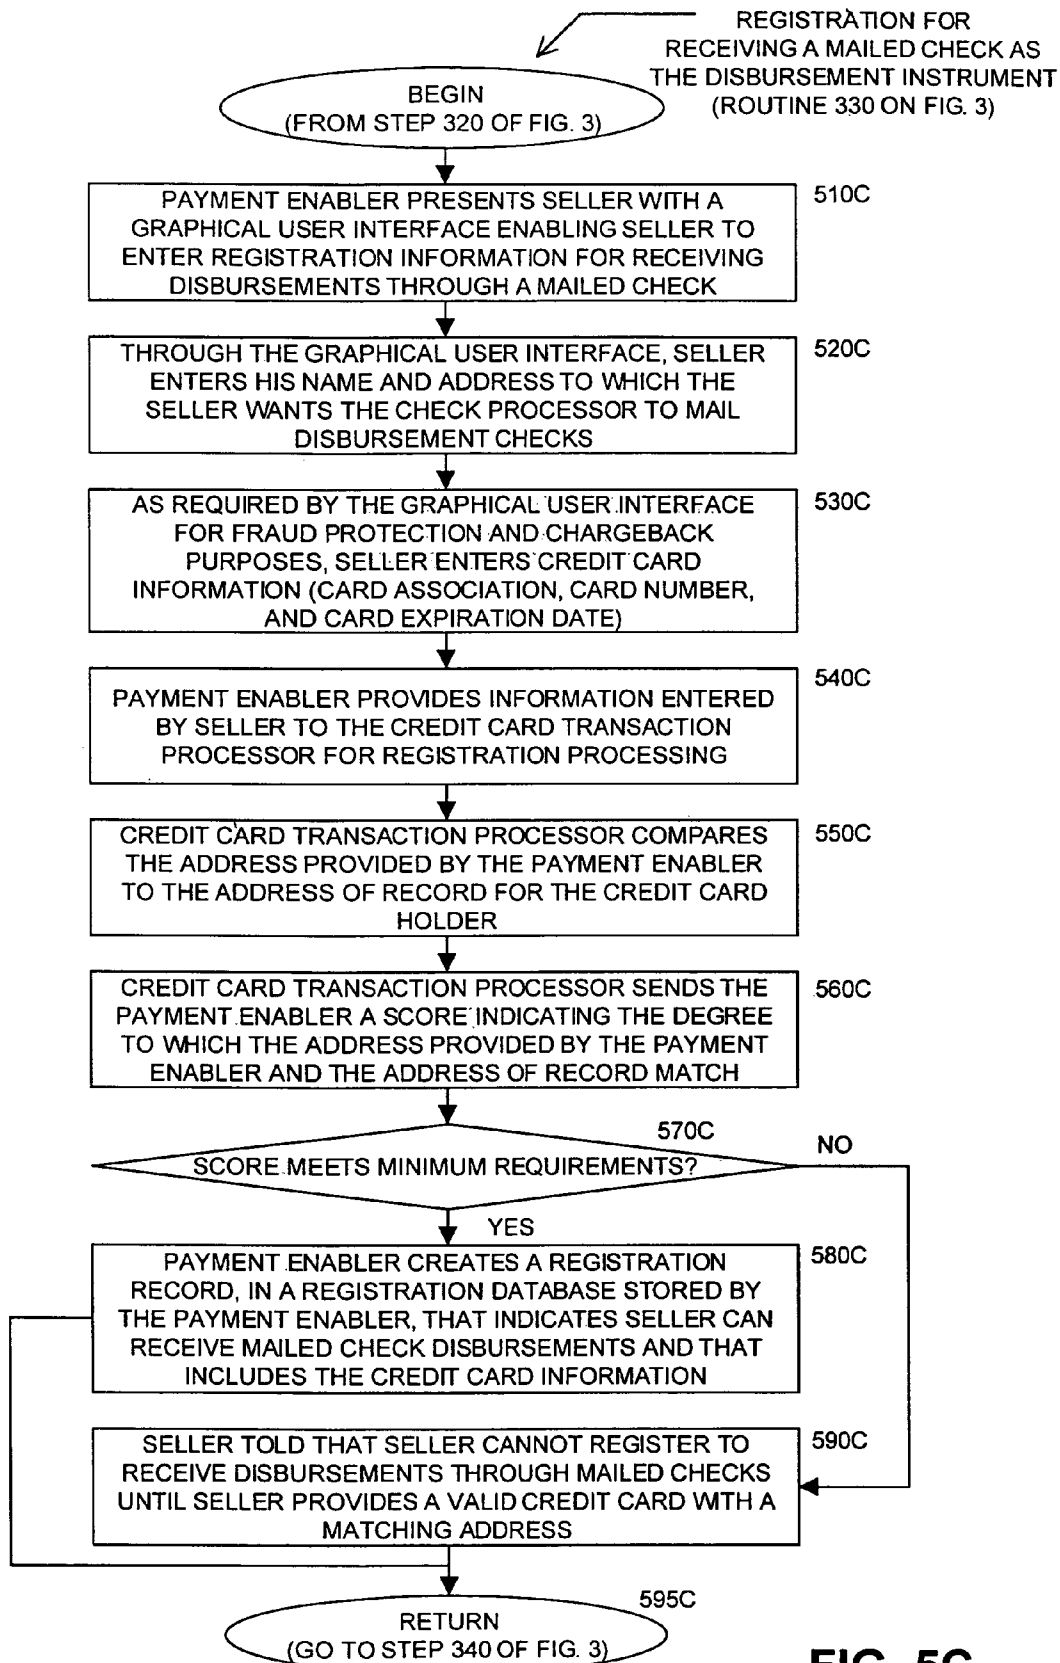 REGISTRATION FOR
RECEIVING A MAILED CHECK AS
THE DISBURSEMENT INSTRUMENT
(ROUTINE 330 ON FIG. 3)
BEGIN
(FROM STEP 320 OF FIG. 3)
510C
PAYMENT ENABLER PRESENTS SELLER WITH A
GRAPHICAL USER INTERFACE ENABLING SELLER TO
ENTER REGISTRATION INFORMATION FOR RECEIVING
DISBURSEMENTS THROUGH A MAILED CHECK
520C
THROUGH THE GRAPHICAL USER INTERFACE, SELLER
ENTERS HIS NAME AND ADDRESS TO WHICH THE
SELLER WANTS THE CHECK PROCESSOR TO MAIL
DISBURSEMENT CHECKS
530C
AS REQUIRED BY THE GRAPHICAL USER INTERFACE
FOR FRAUD PROTECTION AND CHARGEBACK
PURPOSES, SELLER ENTERS CREDIT CARD
INFORMATION (CARD ASSOCIATION, CARD NUMBER,
AND CARD EXPIRATION DATE)
540C
PAYMENT ENABLER PROVIDES INFORMATION ENTERED
BY SELLER TO THE CREDIT CARD TRANSACTION
PROCESSOR FOR REGISTRATION PROCESSING
550C
CREDIT CARD TRANSACTION PROCESSOR COMPARES
THE ADDRESS PROVIDED BY THE PAYMENT ENABLER
TO THE ADDRESS OF RECORD FOR THE CREDIT CARD
HOLDER
560C
CREDIT CARD TRANSACTION PROCESSOR SENDS THE
PAYMENT ENABLER A SCORE INDICATING THE DEGREE
TO WHICH THE ADDRESS PROVIDED BY THE PAYMENT
ENABLER AND THE ADDRESS OF RECORD MATCH
570C
NO
SCORE MEETS MINIMUM REQUIREMENTS?
YES
580C
PAYMENT ENABLER CREATES A REGISTRATION
RECORD, IN A REGISTRATION DATABASE STORED BY
THE PAYMENT ENABLER, THAT INDICATES SELLER CAN
RECEIVE MAILED CHECK DISBURSEMENTS AND THAT
INCLUDES THE CREDIT CARD INFORMATION
590C
SELLER TOLD THAT SELLER CANNOT REGISTER TO
RECEIVE DISBURSEMENTS THROUGH MAILED CHECKS
UNTIL SELLER PROVIDES A VALID CREDIT CARD WITH A
MATCHING ADDRESS
595C
RETURN
(GO TO STEP 340 OF FIG. 3)
FIG. 5C